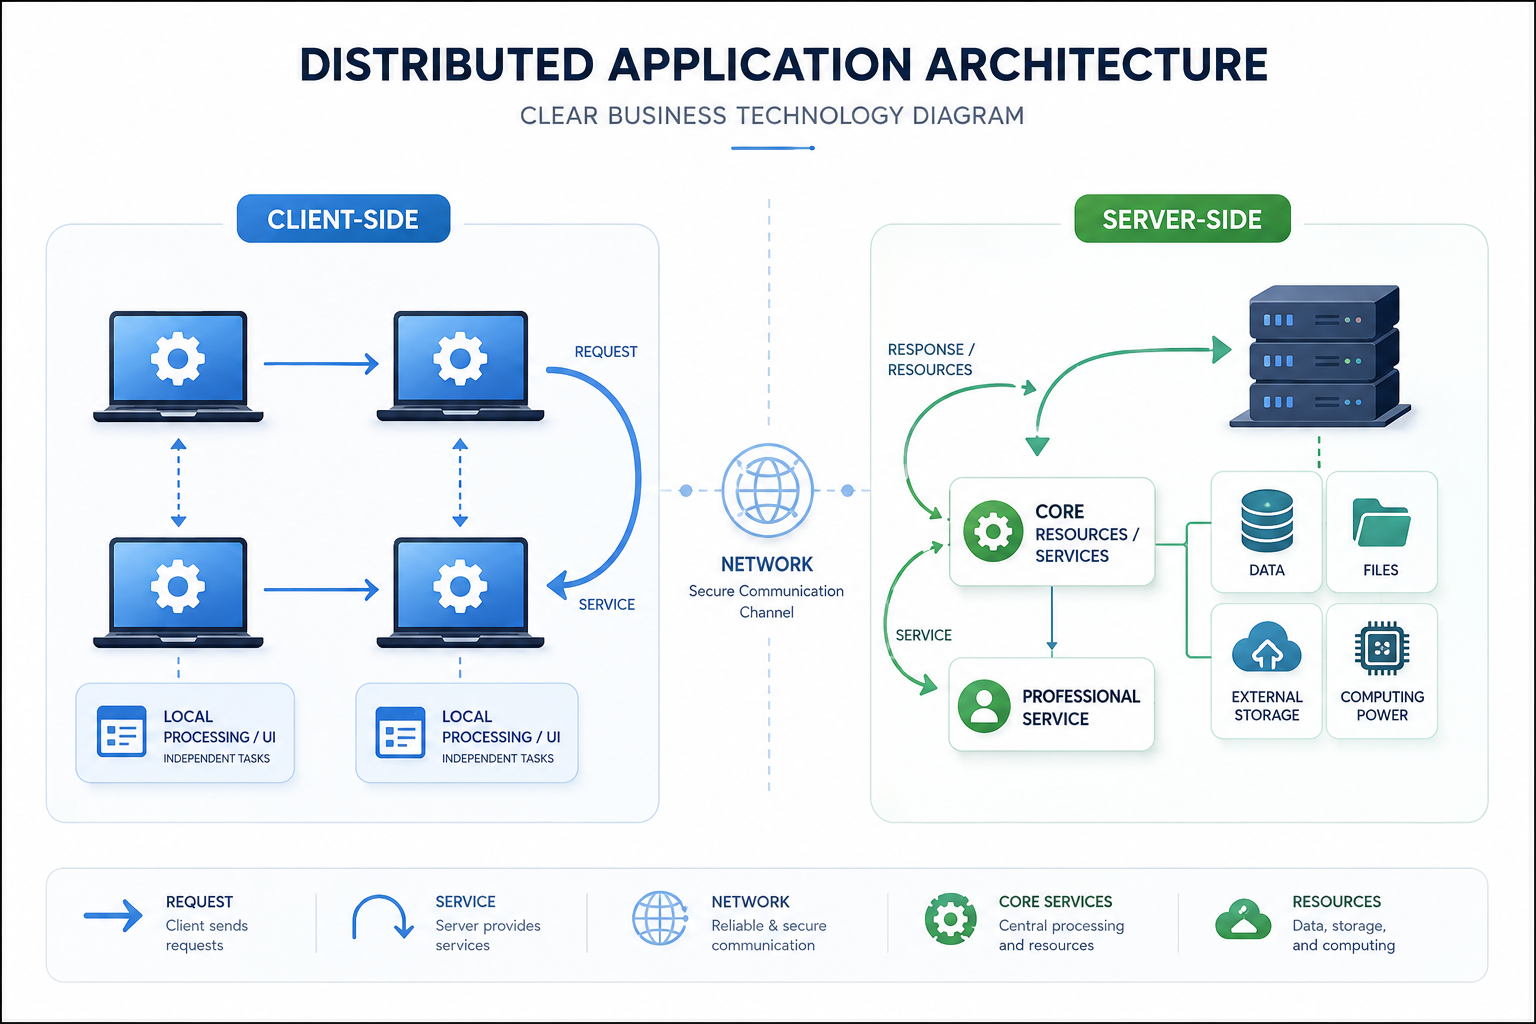 DISTRIBUTED APPLICATION ARCHITECTURE
CLEAR BUSINESS TECHNOLOGY DIAGRAM
CLIENT-SIDE
REQUEST
SERVICE
LOCAL
PROCESSING / UI
INDEPENDENT TASKS
LOCAL
PROCESSING / UI
INDEPENDENT TASKS
NETWORK
Secure Communication
Channel
SERVER-SIDE
RESPONSE /
RESOURCES
CORE
RESOURCES /
SERVICES
SERVICE
PROFESSIONAL
SERVICE
DATA
FILES
EXTERNAL
STORAGE
COMPUTING
POWER
REQUEST
Client sends
requests
SERVICE
Server provides
services
NETWORK
Reliable & secure
communication
CORE SERVICES
Central processing
and resources
RESOURCES
Data, storage,
and computing